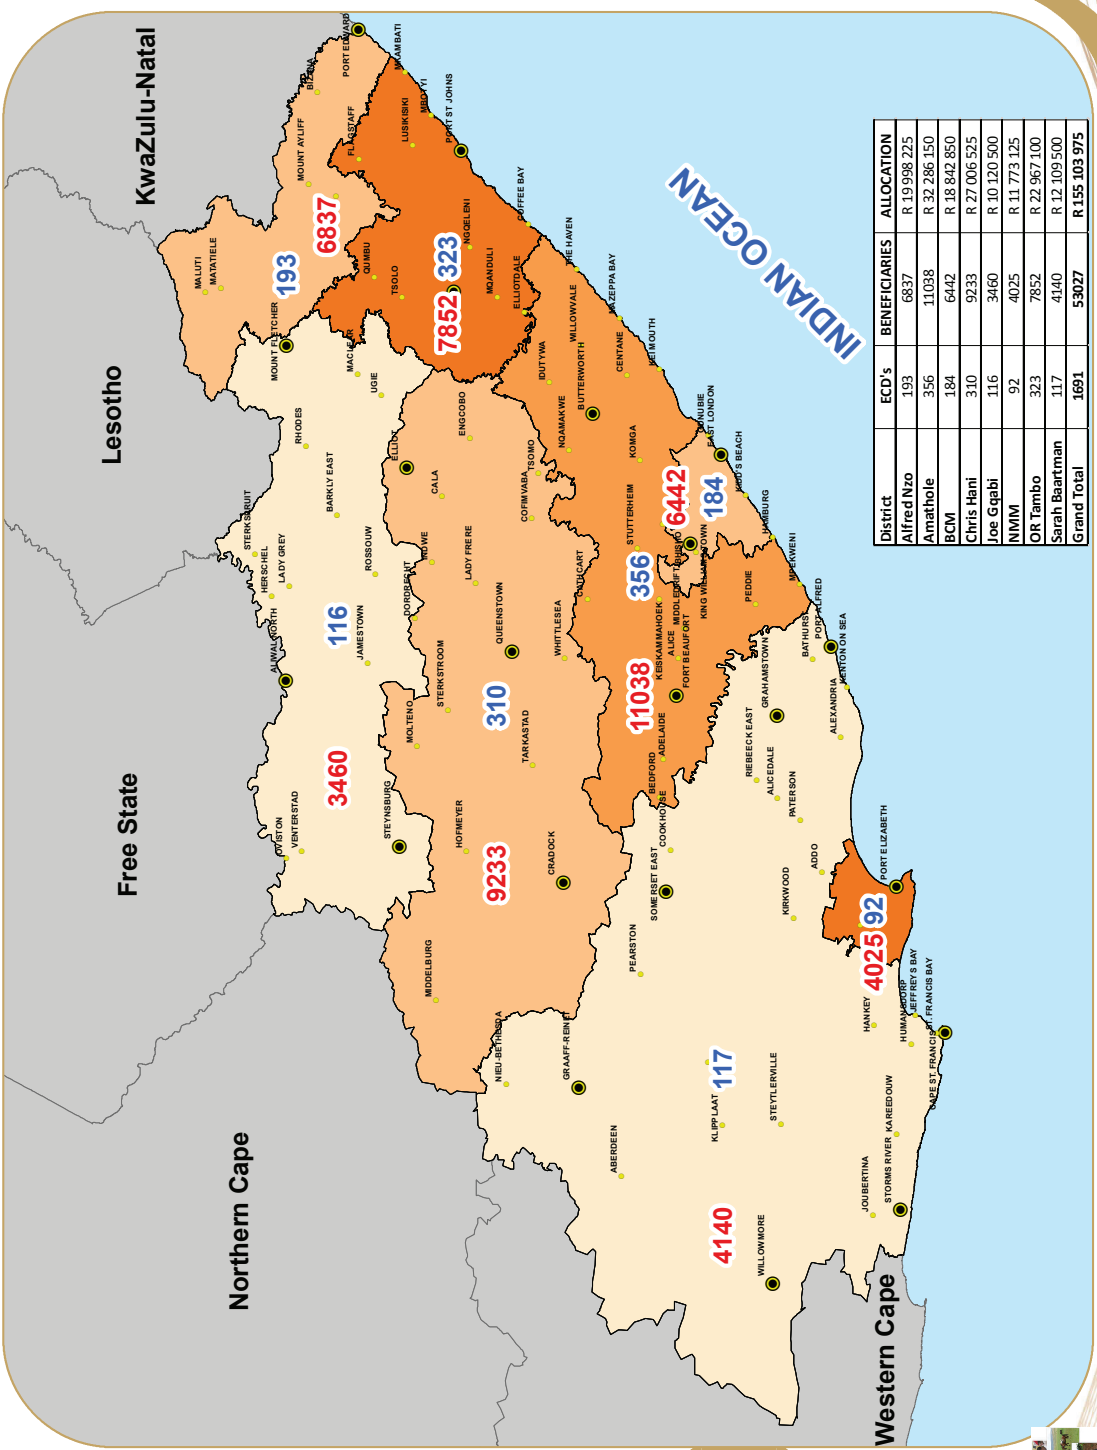 KwaZulu-Natal
Lesotho
Free State
Northern Cape
Western Cape
INDIAN OCEAN
PORT EDWARD
BIZANA
MKAMBATI
MBOTYI
PORT ST JOHNS
LUSIKISIKI
FLAGSTAFF
MOUNT AYLIFF
6837
193
MALUTI
MATATIELE
MOUNT FLETCHER
QUMBU
TSOLO
7852
323
NGQELENI
MQANDULI
COFFEE BAY
ELLIOTDALE
THE HAVEN
WILLOWVALE
MAZEPPA BAY
IDUTYWA
BUTTERWORTH
CENTANE
KEI MOUTH
NQAMAKWE
KOMGA
MACLEAR
UGIE
RHODES
BARKLY EAST
ELLIOT
ENGCOBO
CALA
TSOMO
COFIMVABA
STERKSPRUIT
HERSCHEL
LADY GREY
ROSSOUW
INDWE
LADY FRERE
DORDRECHT
ALIWAL NORTH
116
JAMESTOWN
QUEENSTOWN
WHITTLESEA
CATHCART
STUTTERHEIM
STERKSTROOM
MOLTENO
310
TARKASTAD
3460
OVISTON
VENTERSTAD
STEYNSBURG
HOFMEYER
9233
CRADOCK
MIDDELBURG
356
11038
6442
184
GONUBIE
EAST LONDON
KIDD'S BEACH
HAMBURG
BHISHO
KING WILLIAMSTOWN
MIDDLEDRIFT
KEISKAMMAHOEK
ALICE
FORT BEAUFORT
PEDDIE
MPEKWENI
ADELAIDE
BEDFORD
COOKHOUSE
SOMERSET EAST
PEARSTON
GRAHAMSTOWN
RIEBEECK EAST
ALICEDALE
PATERSON
BATHURST
PORT ALFRED
KENTON ON SEA
ALEXANDRIA
ADDO
KIRKWOOD
PORT ELIZABETH
4025
92
NIEU-BETHESDA
GRAAFF-REINET
ABERDEEN
117
KLIPPLAAT
STEYTLERVILLE
4140
WILLOWMORE
HANKEY
HUMANSDORP
JEFFREYS BAY
ST. FRANCIS BAY
CAPE ST. FRANCIS
KAREEDOUW
STORMS RIVER
JOUBERTINA
District ECD's BENEFICIARIES ALLOCATION
Alfred Nzo 193 6837 R 19 998 225
Amathole 356 11038 R 32 286 150
BCM 184 6442 R 18 842 850
Chris Hani 310 9233 R 27 006 525
Joe Gqabi 116 3460 R 10 120 500
NMM 92 4025 R 11 773 125
OR Tambo 323 7852 R 22 967 100
Sarah Baartman 117 4140 R 12 109 500
Grand Total 1691 53027 R 155 103 975